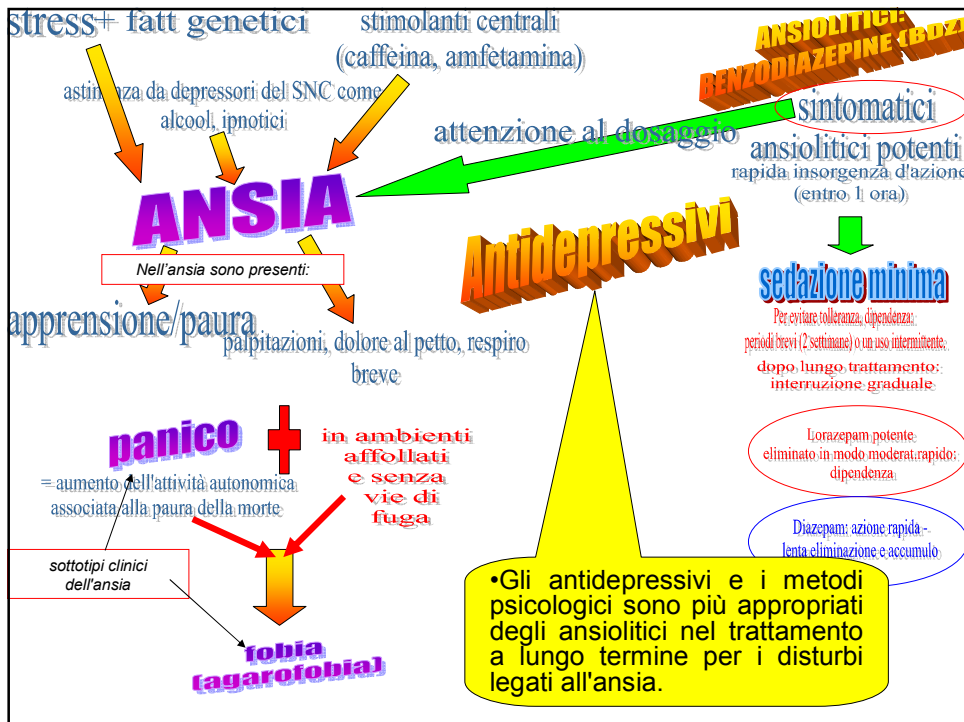 stress+ fatt genetici
stimolanti centrali
(caffeina, amfetamina)
astinenza da depressori del SNC come
alcool, ipnotici
ANSIA
Nell'ansia sono presenti:
apprensione/paura
palpitazioni, dolore al petto, respiro
breve
panico
= aumento dell'attività autonomica
associata alla paura della morte
in ambienti
affollati
e senza
vie di
fuga
sottotipi clinici
dell'ansia
fobia
(agarofobia)
attenzione al dosaggio
Antidepressivi
•Gli antidepressivi e i metodi
psicologici sono più appropriati
degli ansiolitici nel trattamento
a lungo termine per i disturbi
legati all'ansia.
ANSIOLITICI:
BENZODIAZEPINE (BDZ)
sintomatici
ansiolitici potenti
rapida insorgenza d'azione
(entro 1 ora)
sedazione minima
Per evitare tolleranza, dipendenza:
periodi brevi (2 settimane) o un uso intermittente.
dopo lungo trattamento:
interruzione graduale
Lorazepam potente
eliminato in modo moderat.rapido:
dipendenza
Diazepam: azione rapida -
lenta eliminazione e accumulo